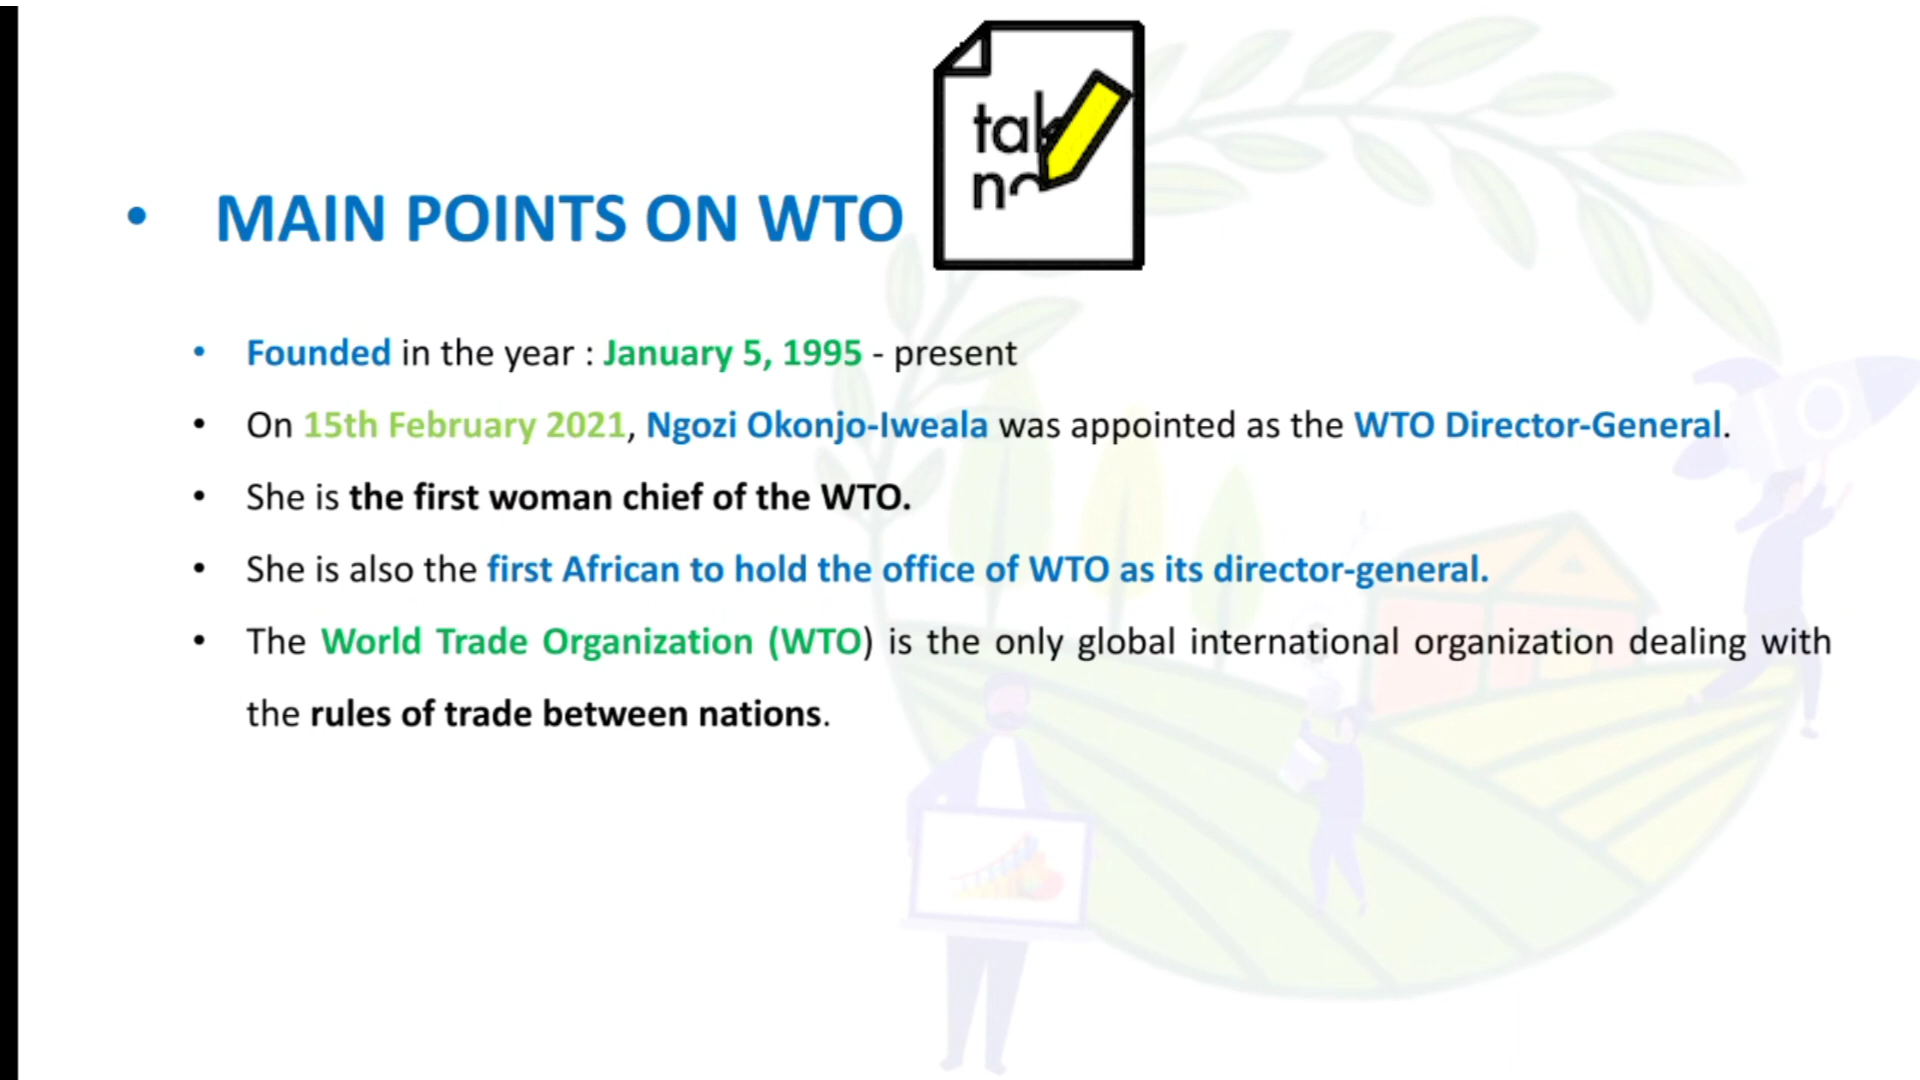 tak
no
• MAIN POINTS ON WTO
• Founded in the year : January 5, 1995 - present
• On 15th February 2021, Ngozi Okonjo-Iweala was appointed as the WTO Director-General.
• She is the first woman chief of the WTO.
• She is also the first African to hold the office of WTO as its director-general.
• The World Trade Organization (WTO) is the only global international organization dealing with
the rules of trade between nations.